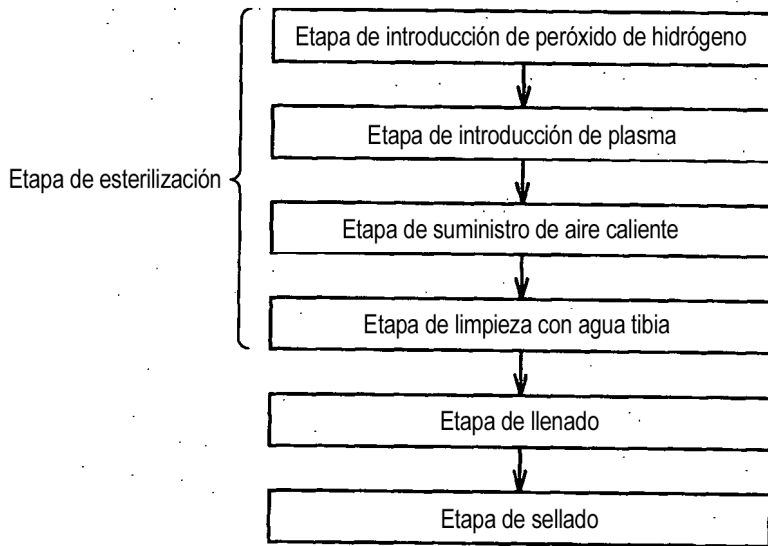 Etapa de introducción de peróxido de hidrógeno
Etapa de introducción de plasma
Etapa de esterilización
Etapa de suministro de aire caliente
Etapa de limpieza con agua tibia
Etapa de llenado
Etapa de sellado